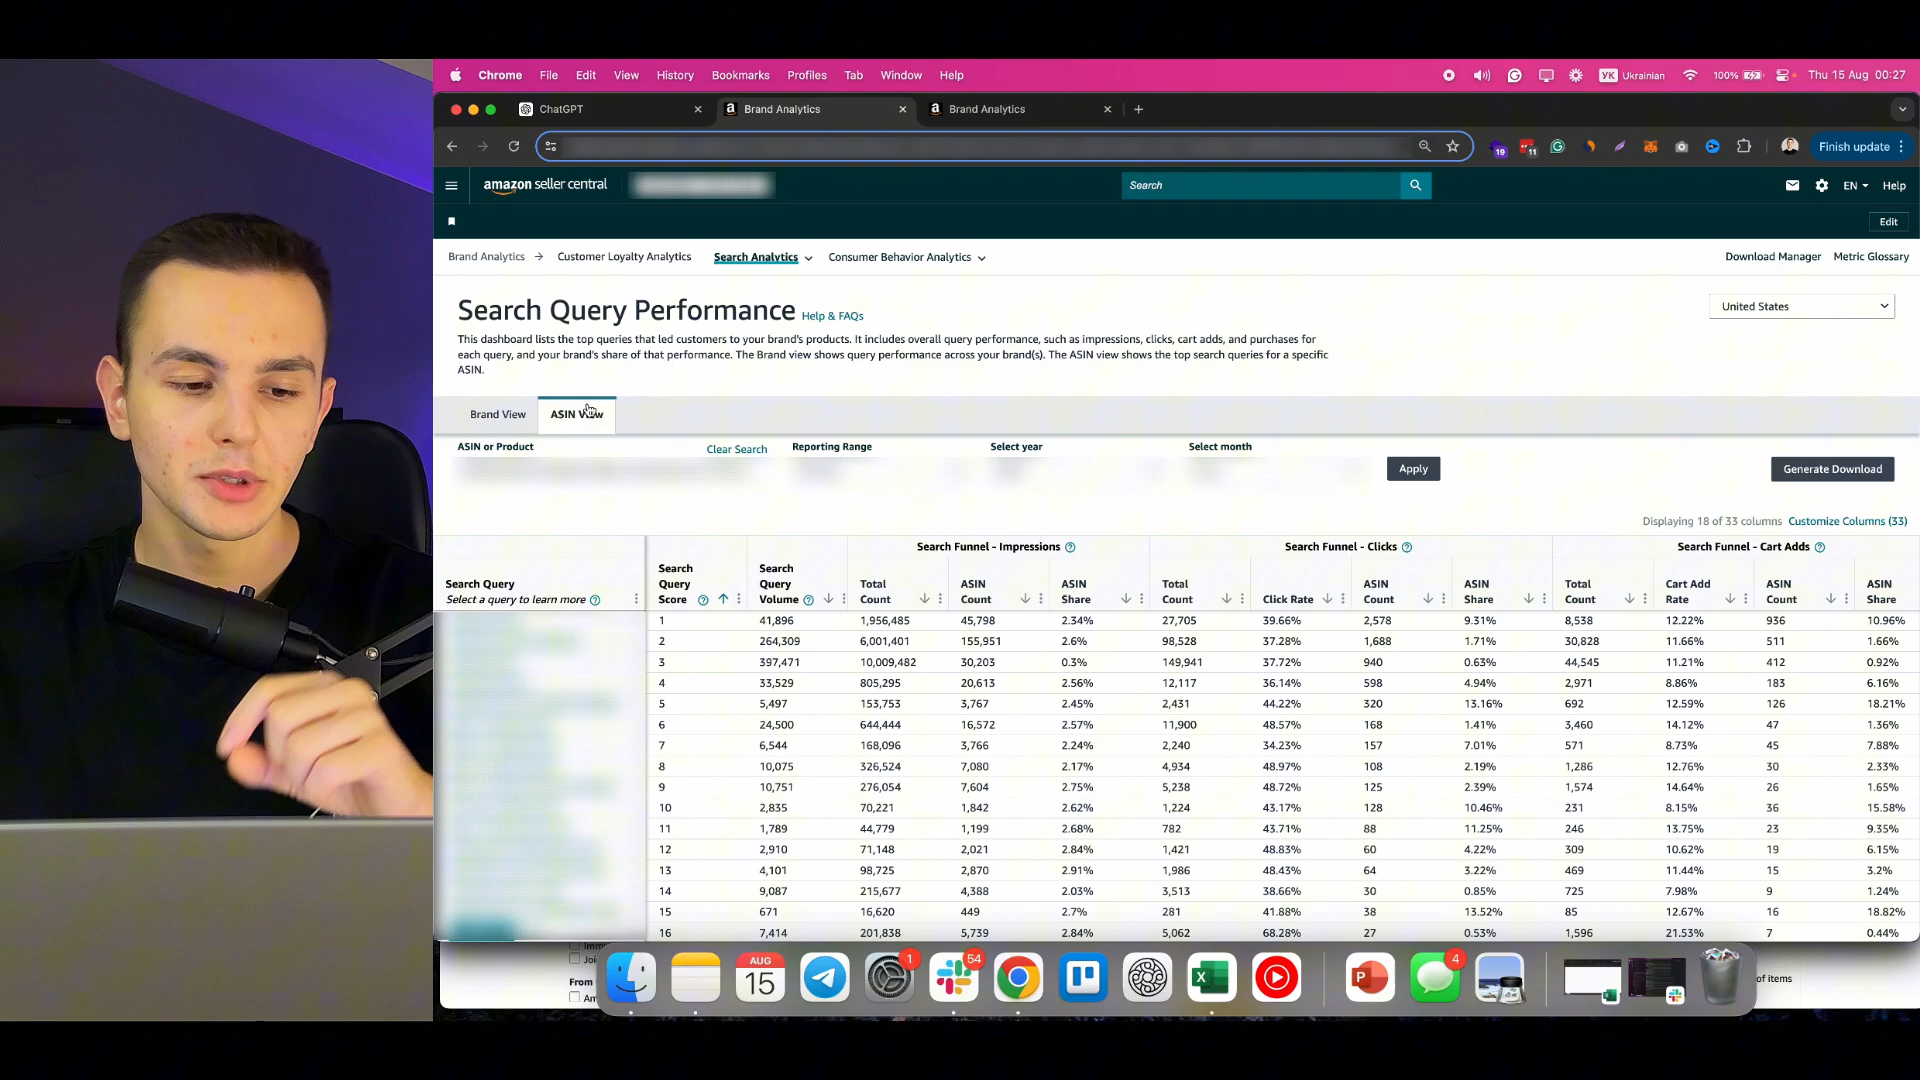 Chrome File Edit View History Bookmarks Profiles Tab Window Help
УК Ukrainian 100% Thu 15 Aug 00:27
ChatGPT
Brand Analytics
Brand Analytics
19
11
Finish update
amazon seller central
Search
EN Help
Edit
Brand Analytics → Customer Loyalty Analytics Search Analytics Consumer Behavior Analytics
Download Manager Metric Glossary
Search Query Performance Help & FAQs
United States
This dashboard lists the top queries that led customers to your brand's products. It includes overall query performance, such as impressions, clicks, cart adds, and purchases for
each query, and your brand's share of that performance. The Brand view shows query performance across your brand(s). The ASIN view shows the top search queries for a specific
ASIN.
Brand View ASIN View
ASIN or Product Clear Search Reporting Range Select year Select month
Apply Generate Download
Displaying 18 of 33 columns Customize Columns (33)
Search Funnel - Impressions Search Funnel - Clicks Search Funnel - Cart Adds
Search Query
Select a query to learn more
Search Query Score
Search Query Volume
Total Count
ASIN Count
ASIN Share
Total Count
Click Rate
ASIN Count
ASIN Share
Total Count
Cart Add Rate
ASIN Count
ASIN Share
1 41,896 1,956,485 45,798 2.34% 27,705 39.66% 2,578 9.31% 8,538 12.22% 936 10.96%
2 264,309 6,001,401 155,951 2.6% 98,528 37.28% 1,688 1.71% 30,828 11.66% 511 1.66%
3 397,471 10,009,482 30,203 0.3% 149,941 37.72% 940 0.63% 44,545 11.21% 412 0.92%
4 33,529 805,295 20,613 2.56% 12,117 36.14% 598 4.94% 2,971 8.86% 183 6.16%
5 5,497 153,753 3,767 2.45% 2,431 44.22% 320 13.16% 692 12.59% 126 18.21%
6 24,500 644,444 16,572 2.57% 11,900 48.57% 168 1.41% 3,460 14.12% 47 1.36%
7 6,544 168,096 3,766 2.24% 2,240 34.23% 157 7.01% 571 8.73% 45 7.88%
8 10,075 326,524 7,080 2.17% 4,934 48.97% 108 2.19% 1,286 12.76% 30 2.33%
9 10,751 276,054 7,604 2.75% 5,238 48.72% 125 2.39% 1,574 14.64% 26 1.65%
10 2,835 70,221 1,842 2.62% 1,224 43.17% 128 10.46% 231 8.15% 36 15.58%
11 1,789 44,779 1,199 2.68% 782 43.71% 88 11.25% 246 13.75% 23 9.35%
12 2,910 71,148 2,021 2.84% 1,421 48.83% 60 4.22% 309 10.62% 19 6.15%
13 4,101 98,725 2,870 2.91% 1,986 48.43% 64 3.22% 469 11.44% 15 3.2%
14 9,087 215,677 4,388 2.03% 3,513 38.66% 30 0.85% 725 7.98% 9 1.24%
15 671 16,620 449 2.7% 281 41.88% 38 13.52% 85 12.67% 16 18.82%
16 7,414 201,838 5,739 2.84% 5,062 68.28% 27 0.53% 1,596 21.53% 7 0.44%
From
of items
AUG
15
1
54
4